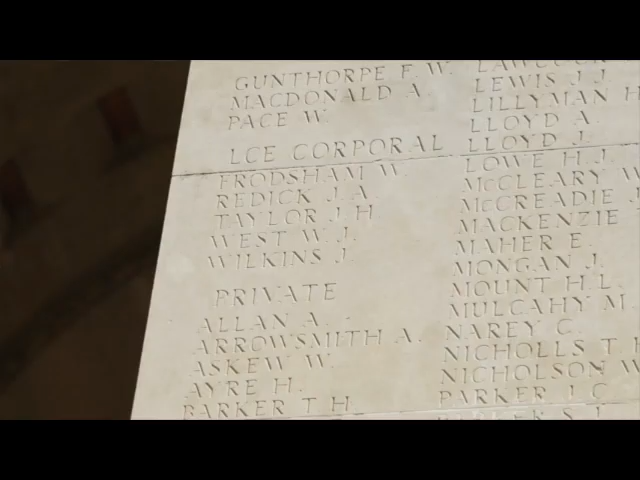 GUNTHORPE F. W.
MACDONALD A.
PACE W.
LCE CORPORAL
FRODSHAM W.
REDICK J. A.
TAYLOR J. H.
WEST W. J.
WILKINS J.
PRIVATE
ALLAN A.
ARROWSMITH A.
ASKEW W.
AYRE H.
BARKER T. H.
LAWCOCK
LEWIS J. J.
LILLYMAN H
LLOYD A.
LLOYD J.
LOWE H. J.
McCLEARY W
McCREADIE J
MACKENZIE
MAHER E.
MONGAN J.
MOUNT H. L.
MULCAHY M.
NAREY C.
NICHOLLS T.
NICHOLSON W
PARKER J. C.
S. J.